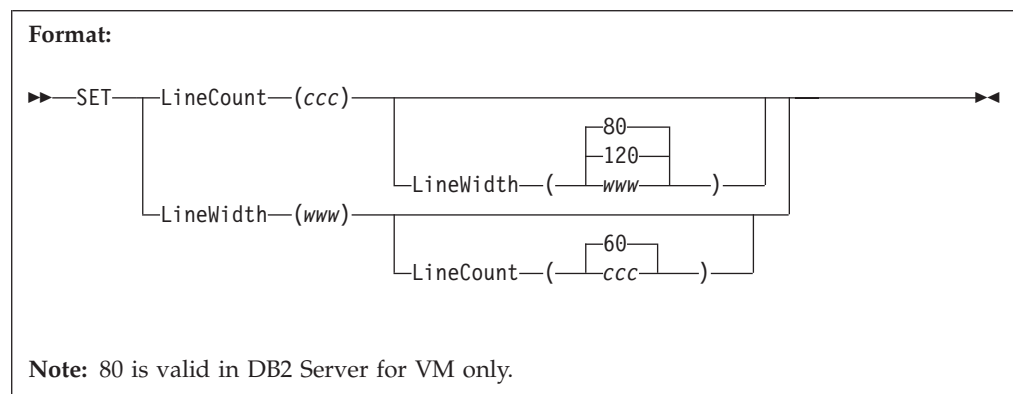 Format:
SET LineCount (ccc)
80
120
LineWidth ( www )
LineWidth (www)
60
LineCount ( ccc )
Note: 80 is valid in DB2 Server for VM only.